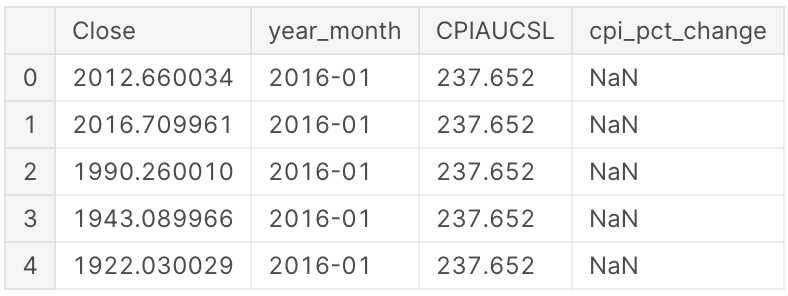 Close year_month CPIAUCSL cpi_pct_change
0 2012.660034 2016-01 237.652 NaN
1 2016.709961 2016-01 237.652 NaN
2 1990.260010 2016-01 237.652 NaN
3 1943.089966 2016-01 237.652 NaN
4 1922.030029 2016-01 237.652 NaN